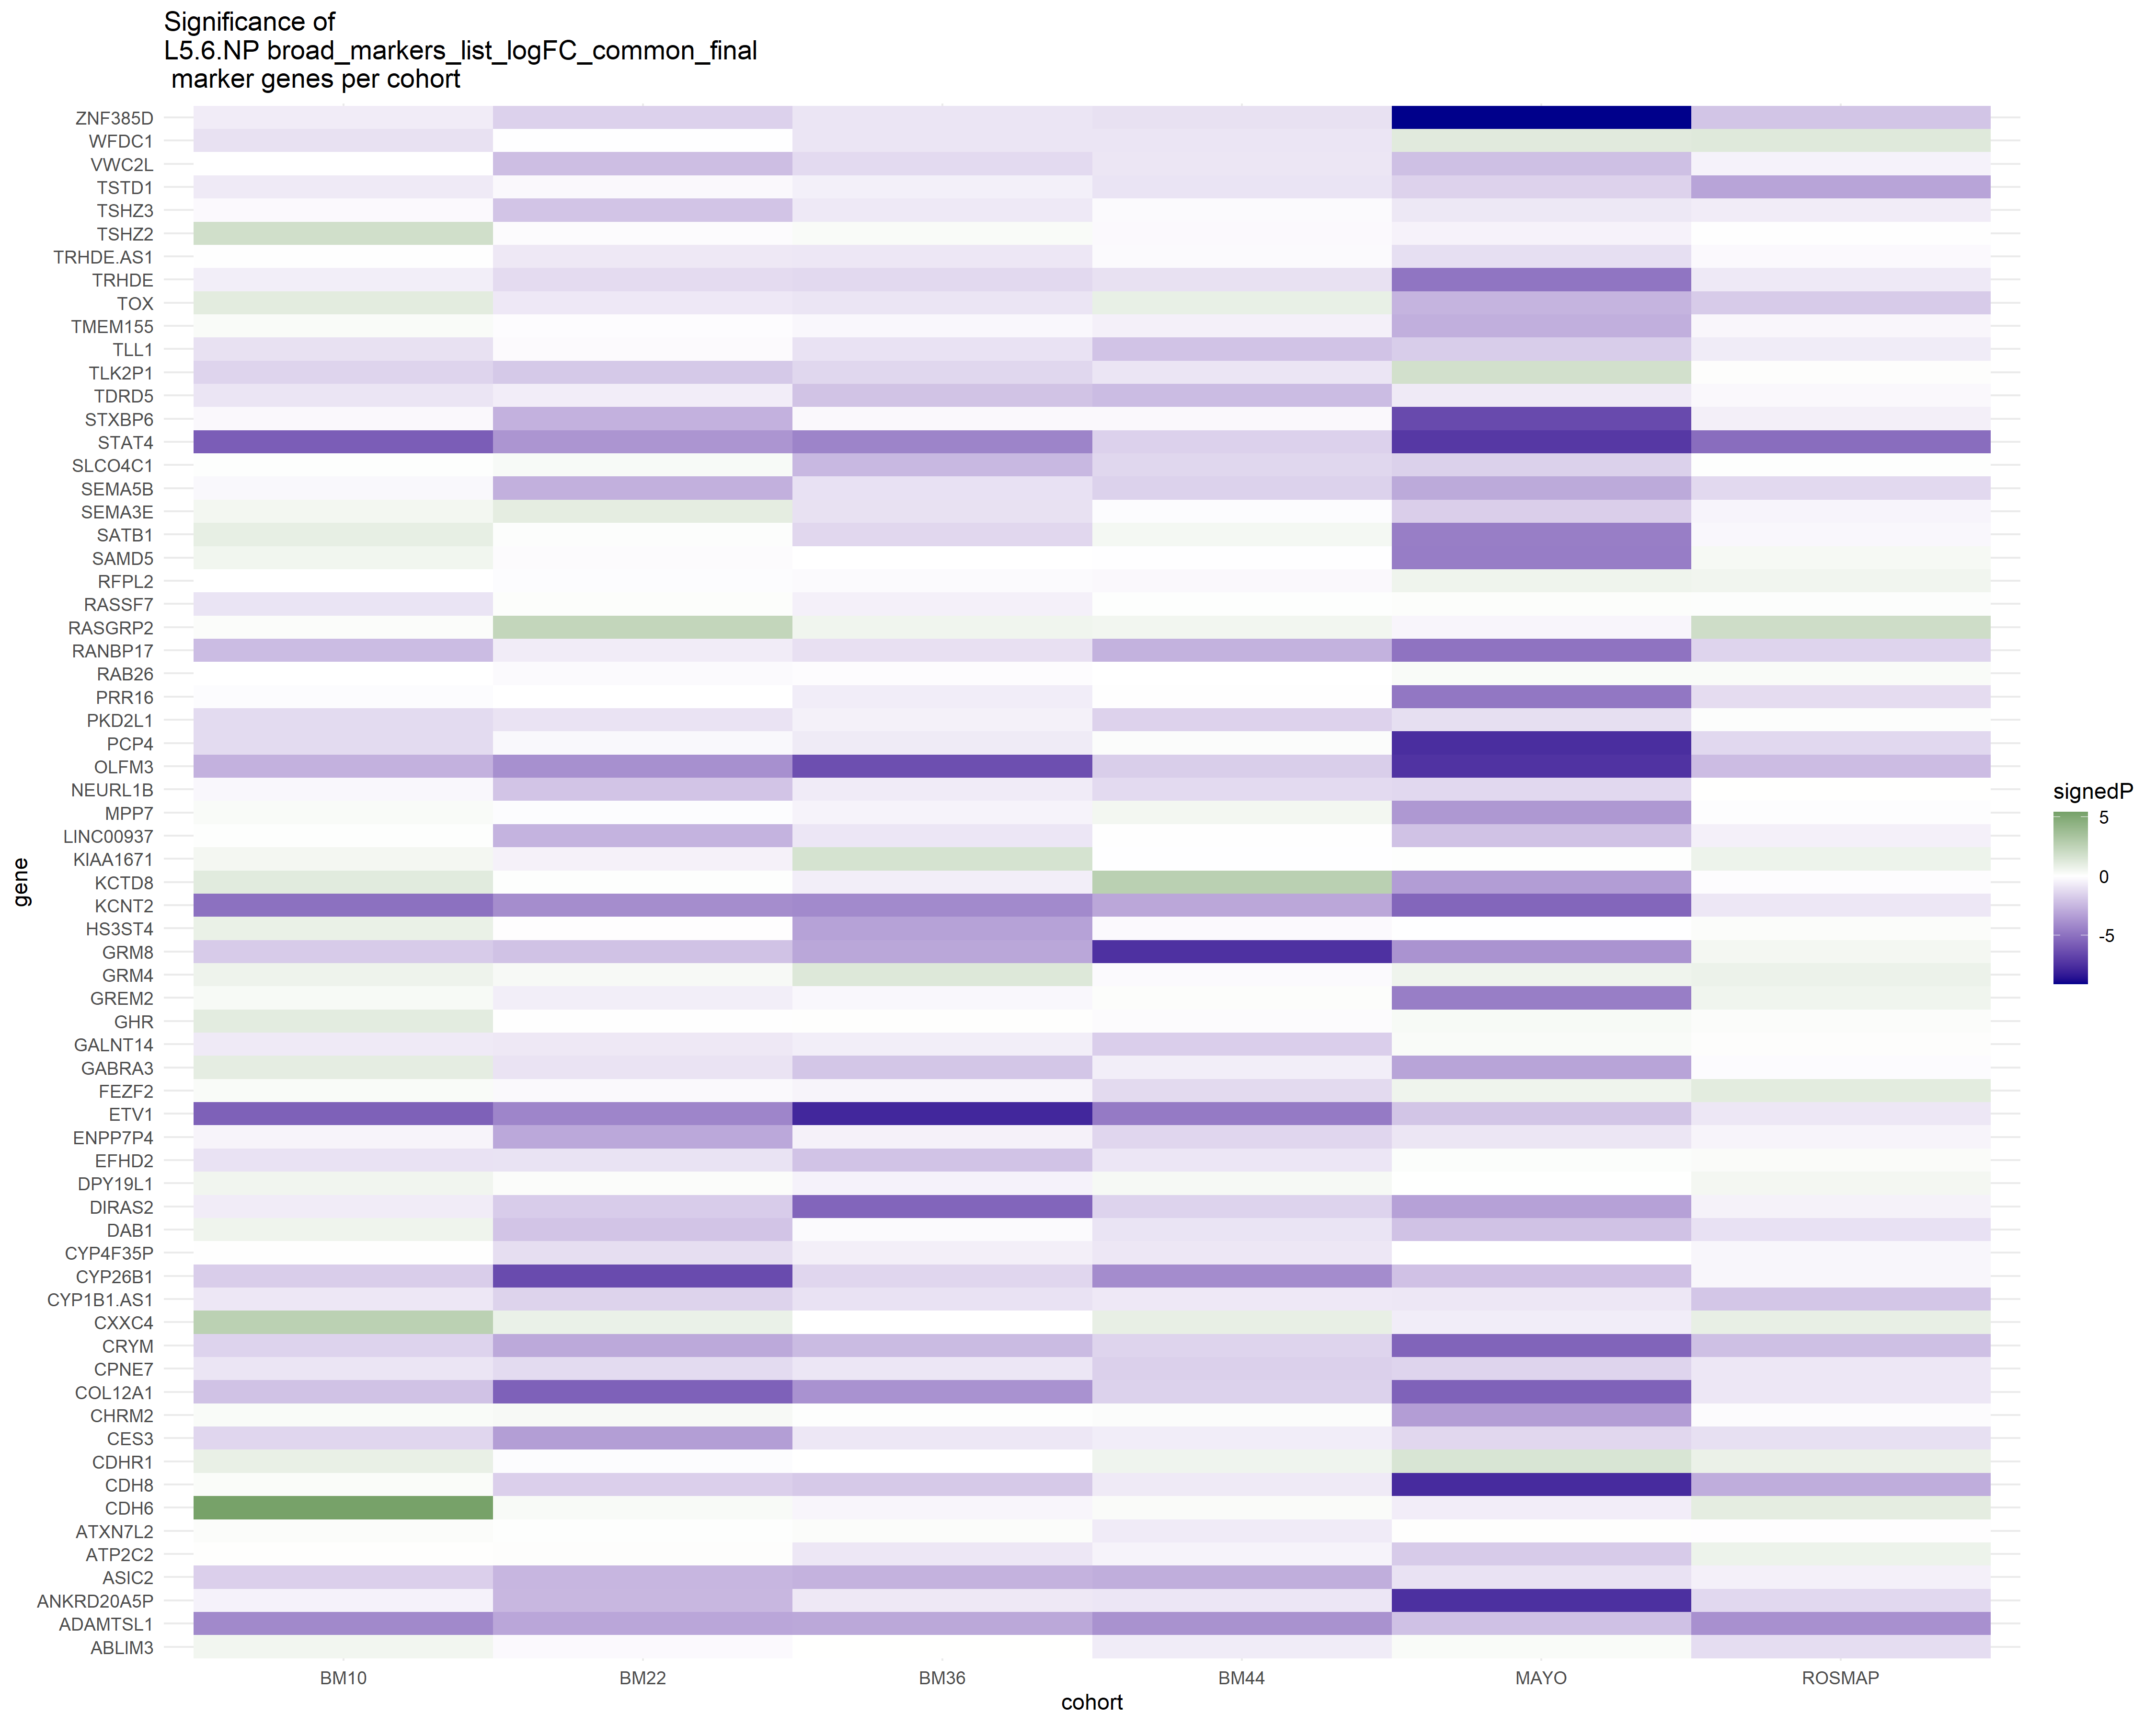 Significance of
L5.6.NP broad_markers_list_logFC_common_final
marker genes per cohort
gene
ZNF385D
WFDC1
VWC2L
TSTD1
TSHZ3
TSHZ2
TRHDE.AS1
TRHDE
TOX
TMEM155
TLL1
TLK2P1
TDRD5
STXBP6
STAT4
SLCO4C1
SEMA5B
SEMA3E
SATB1
SAMD5
RFPL2
RASSF7
RASGRP2
RANBP17
RAB26
PRR16
PKD2L1
PCP4
OLFM3
NEURL1B
MPP7
LINC00937
KIAA1671
KCTD8
KCNT2
HS3ST4
GRM8
GRM4
GREM2
GHR
GALNT14
GABRA3
FEZF2
ETV1
ENPP7P4
EFHD2
DPY19L1
DIRAS2
DAB1
CYP4F35P
CYP26B1
CYP1B1.AS1
CXXC4
CRYM
CPNE7
COL12A1
CHRM2
CES3
CDHR1
CDH8
CDH6
ATXN7L2
ATP2C2
ASIC2
ANKRD20A5P
ADAMTSL1
ABLIM3
BM10 BM22 BM36 BM44 MAYO ROSMAP
cohort
signedP
5
0
-5